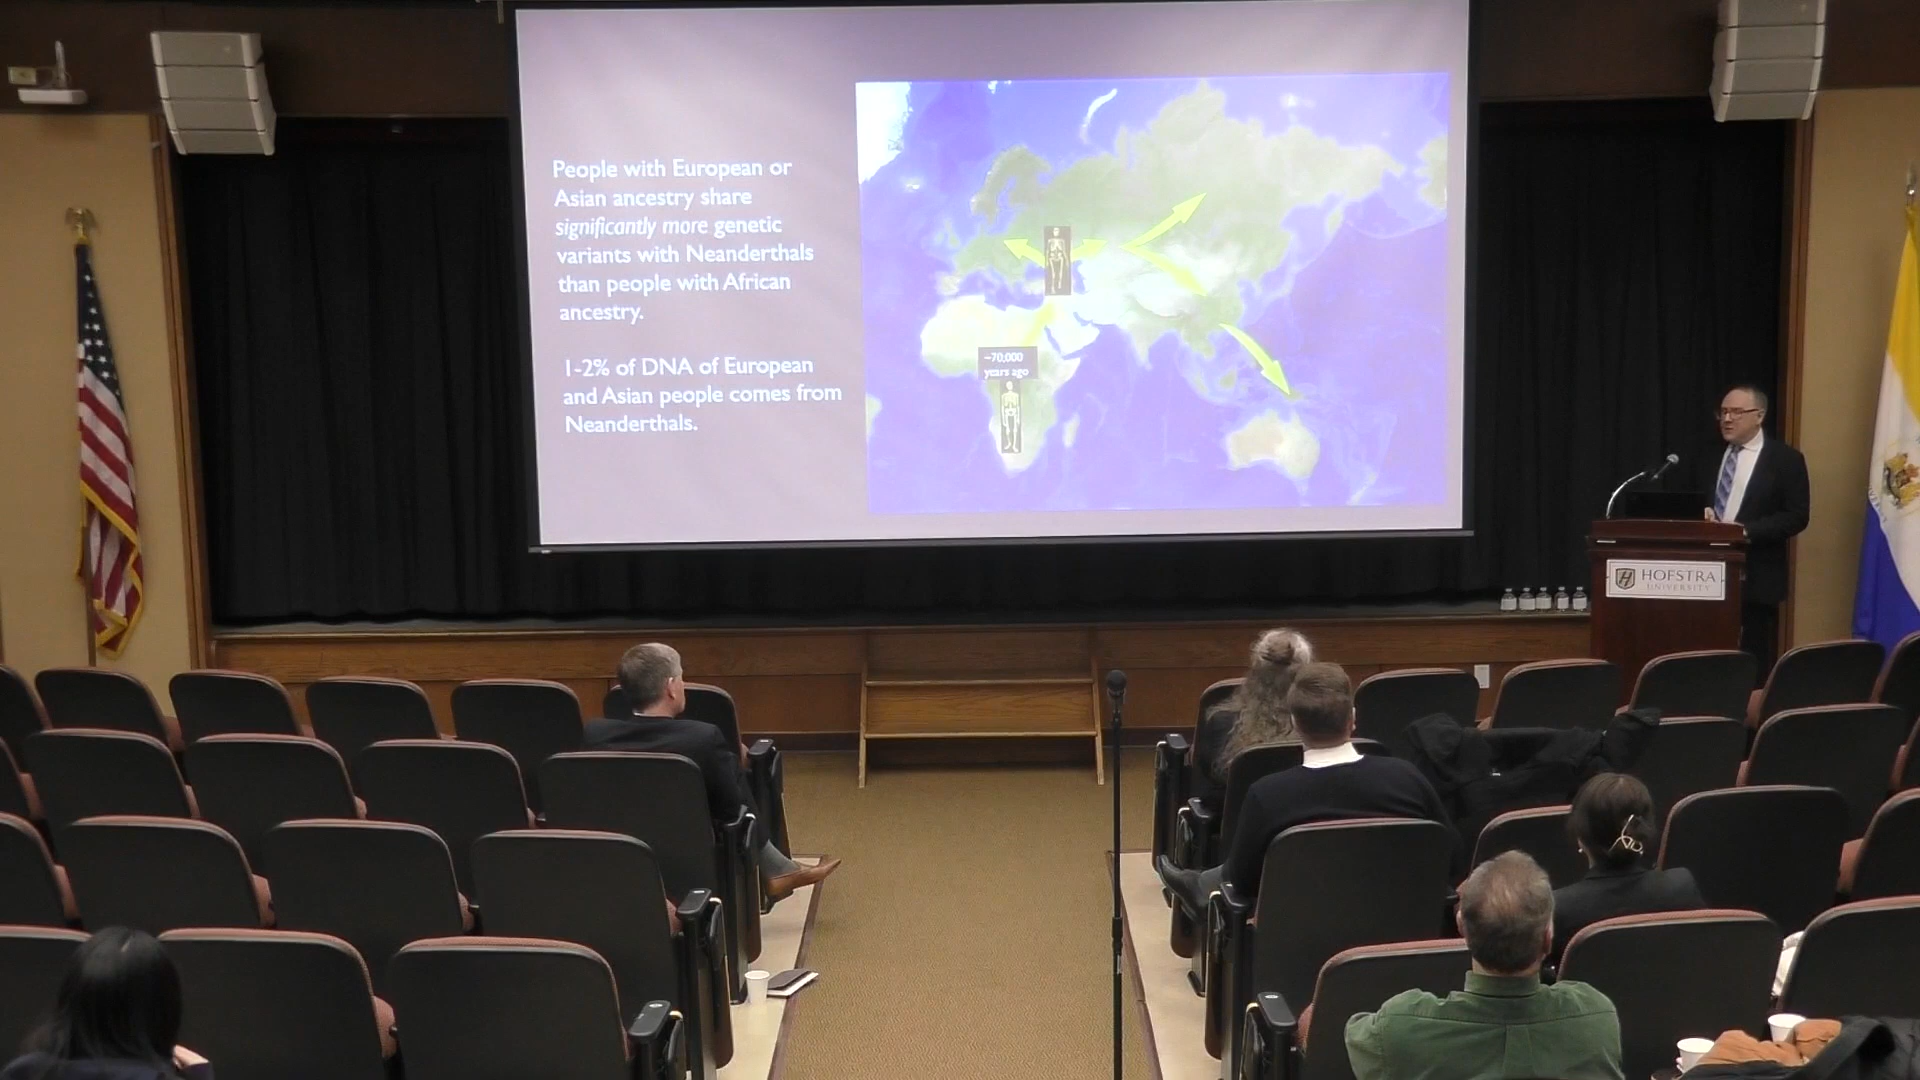 People with European or
Asian ancestry share
significantly more genetic
variants with Neanderthals
than people with African
ancestry.
1-2% of DNA of European
and Asian people comes from
Neanderthals.
~70,000
years ago
HOFSTRA
UNIVERSITY